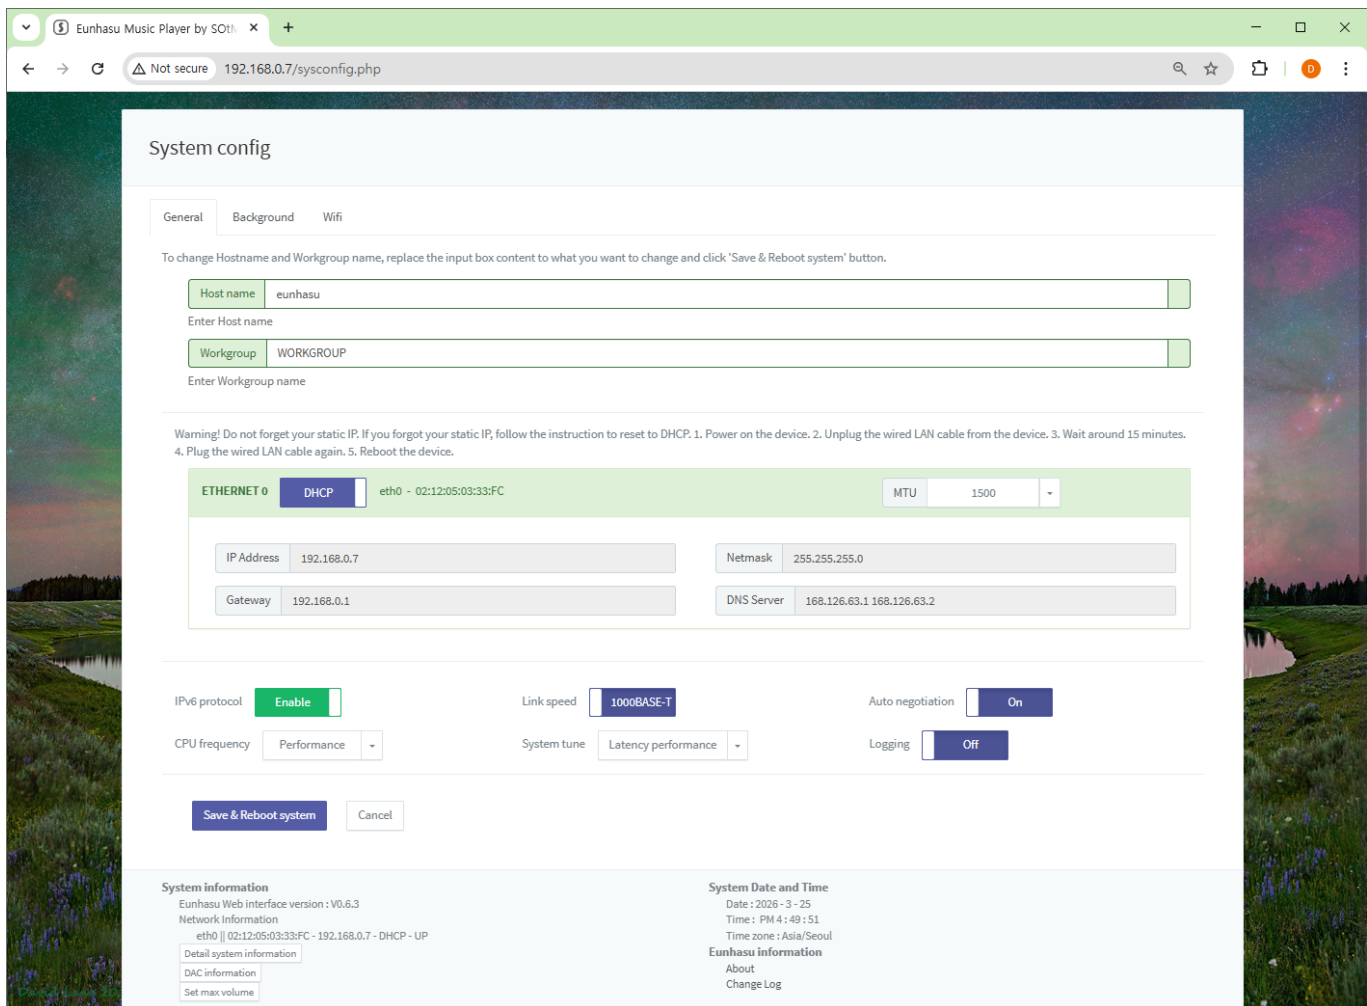 Eunhasu Music Player by SOtM
Not secure 192.168.0.7/sysconfig.php
D
System config
General Background Wifi
To change Hostname and Workgroup name, replace the input box content to what you want to change and click 'Save & Reboot system' button.
Host name eunhasu
Enter Host name
Workgroup WORKGROUP
Enter Workgroup name
Warning! Do not forget your static IP. If you forgot your static IP, follow the instruction to reset to DHCP. 1. Power on the device. 2. Unplug the wired LAN cable from the device. 3. Wait around 15 minutes.
4. Plug the wired LAN cable again. 5. Reboot the device.
ETHERNET 0 DHCP eth0 - 02:12:05:03:33:FC MTU 1500
IP Address 192.168.0.7 Netmask 255.255.255.0
Gateway 192.168.0.1 DNS Server 168.126.63.1 168.126.63.2
IPv6 protocol Enable Link speed 1000BASE-T Auto negotiation On
CPU frequency Performance System tune Latency performance Logging Off
Save & Reboot system Cancel
System information
Eunhasu Web interface version : V0.6.3
Network Information
eth0 || 02:12:05:03:33:FC - 192.168.0.7 - DHCP - UP
Detail system information
DAC information
Set max volume
System Date and Time
Date : 2026 - 3 - 25
Time : PM 4 : 49 : 51
Time zone : Asia/Seoul
Eunhasu information
About
Change Log